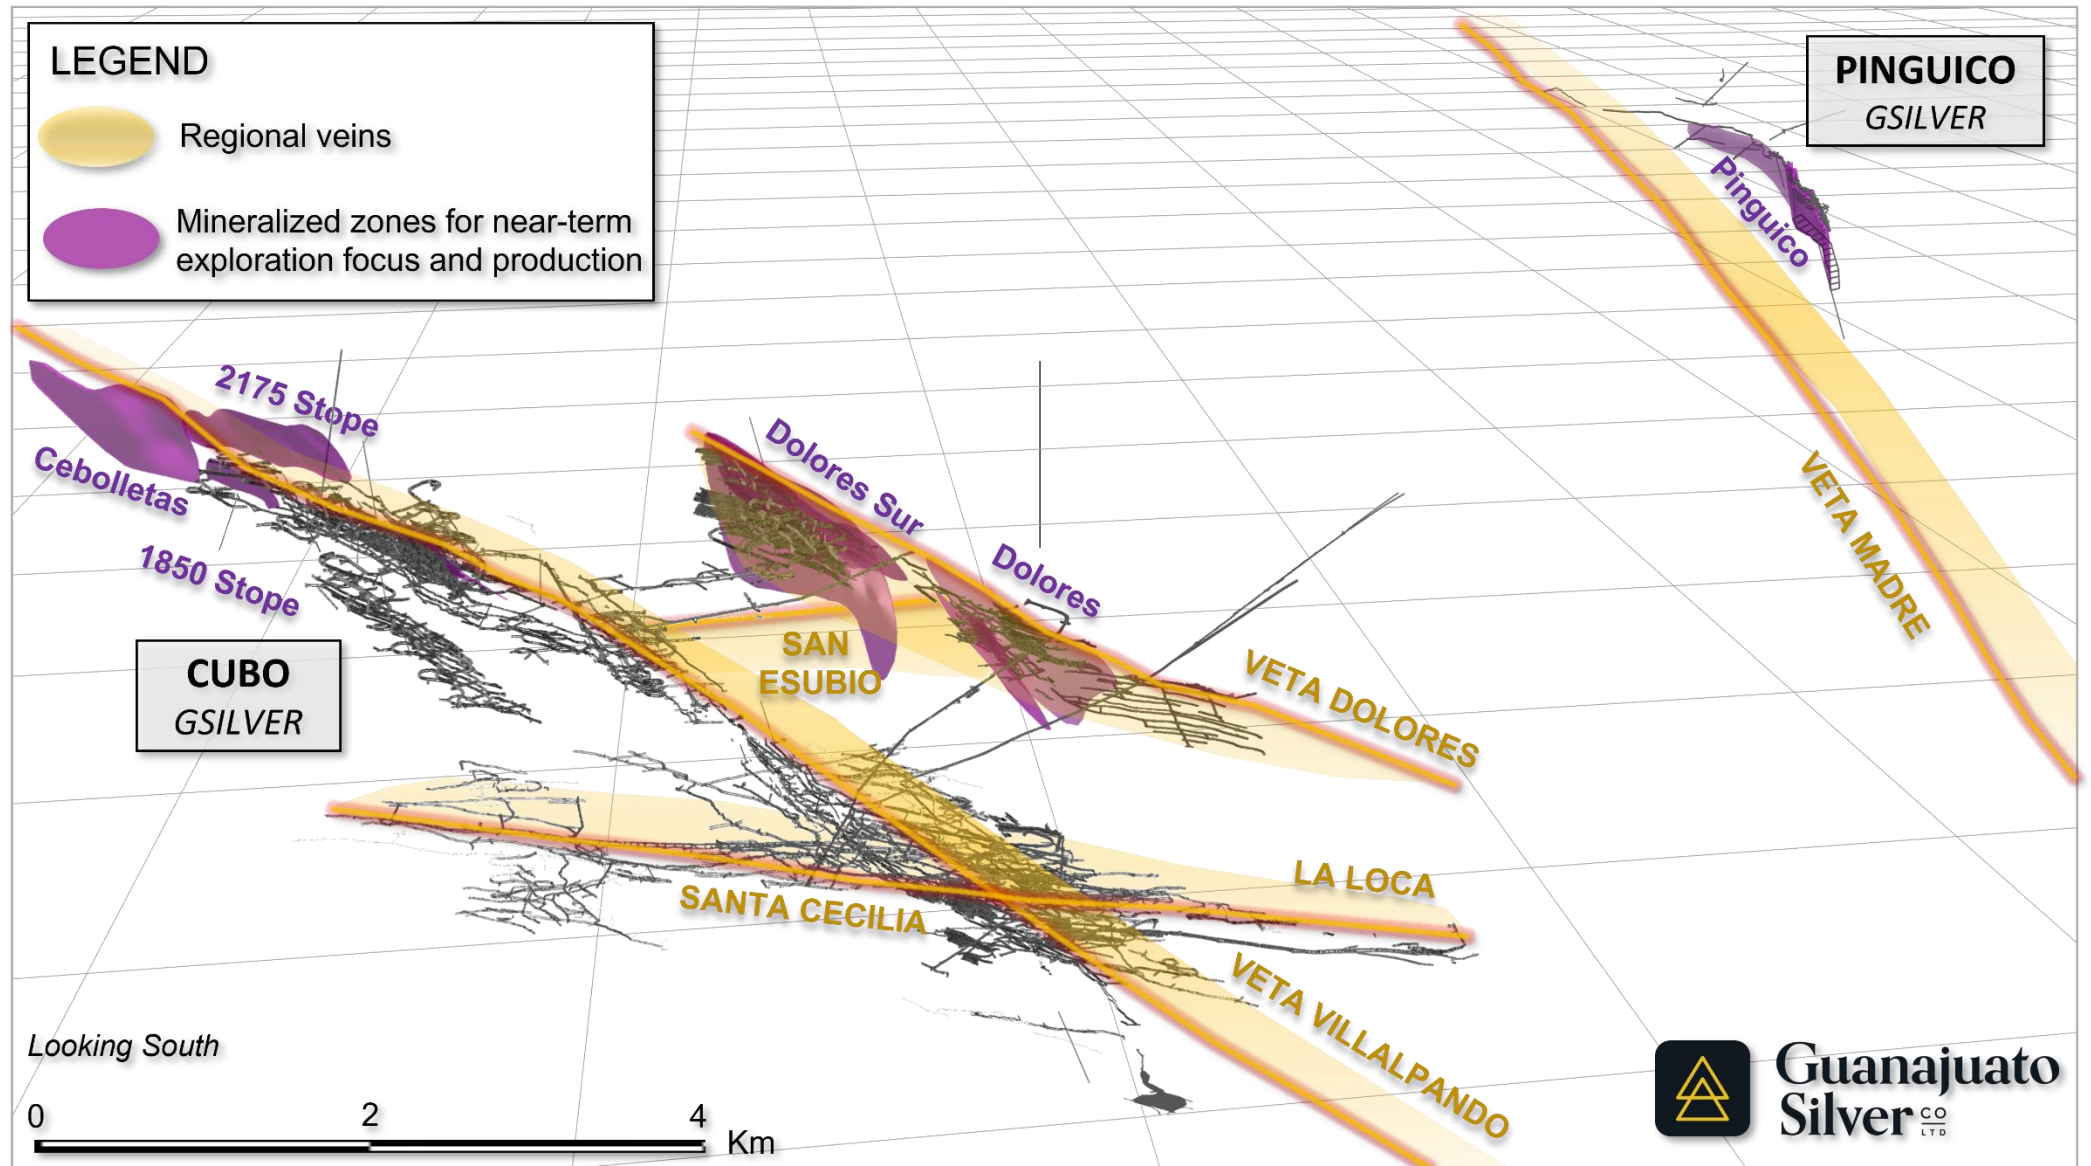 LEGEND
Regional veins
Mineralized zones for near-term
exploration focus and production
PINGUICO
GSILVER
Pinguico
2175 Stope
Cebolletas
1850 Stope
Dolores Sur
Dolores
SAN
ESUBIO
VETA DOLORES
VETA MADRE
CUBO
GSILVER
SANTA CECILIA
LA LOCA
VETA VILLALPANDO
Looking South
0 2 4
Km
Guanajuato
Silver CO
LTD